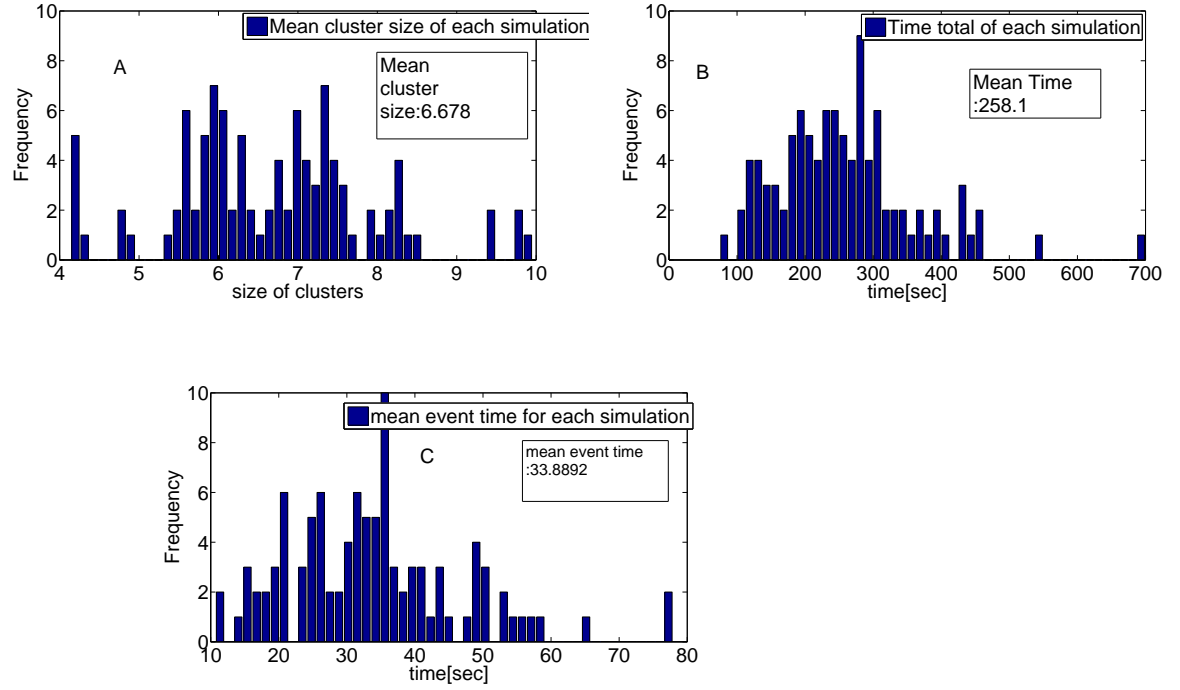 Mean cluster size of each simulation
A
Mean
cluster
size:6.678
Frequency
0
2
4
6
8
10
4 5 6 7 8 9 10
size of clusters
Time total of each simulation
B
Mean Time
:258.1
Frequency
0
2
4
6
8
10
0 100 200 300 400 500 600 700
time[sec]
mean event time for each simulation
C
mean event time
:33.8892
Frequency
0
2
4
6
8
10
10 20 30 40 50 60 70 80
time[sec]